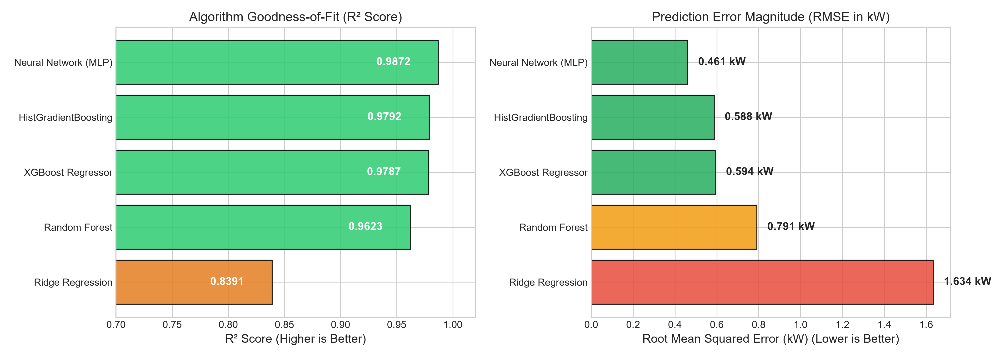 Algorithm Goodness-of-Fit (R² Score)
Neural Network (MLP)
0.9872
HistGradientBoosting
0.9792
XGBoost Regressor
0.9787
Random Forest
0.9623
Ridge Regression
0.8391
0.70 0.75 0.80 0.85 0.90 0.95 1.00
R² Score (Higher is Better)
Prediction Error Magnitude (RMSE in kW)
Neural Network (MLP)
0.461 kW
HistGradientBoosting
0.588 kW
XGBoost Regressor
0.594 kW
Random Forest
0.791 kW
Ridge Regression
1.634 kW
0.0 0.2 0.4 0.6 0.8 1.0 1.2 1.4 1.6
Root Mean Squared Error (kW) (Lower is Better)